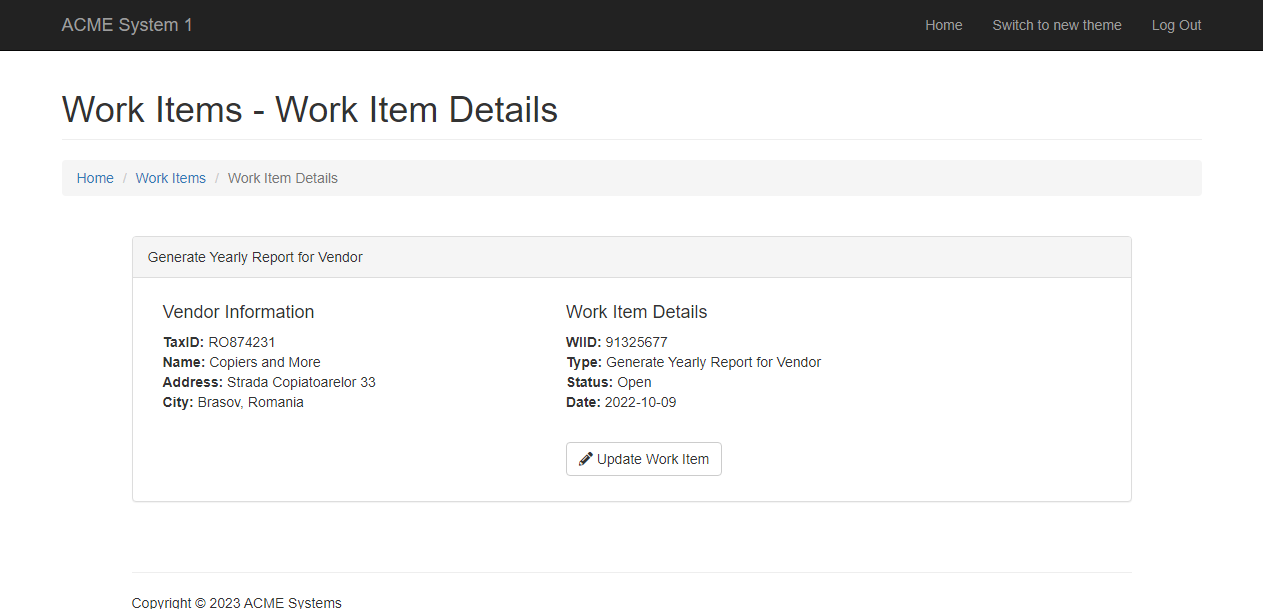 ACME System 1 Home Switch to new theme Log Out
Work Items - Work Item Details
Home / Work Items / Work Item Details
Generate Yearly Report for Vendor
Vendor Information
TaxID: RO874231
Name: Copiers and More
Address: Strada Copiatoarelor 33
City: Brasov, Romania
Work Item Details
WIID: 91325677
Type: Generate Yearly Report for Vendor
Status: Open
Date: 2022-10-09
Update Work Item
Copyright © 2023 ACME Systems